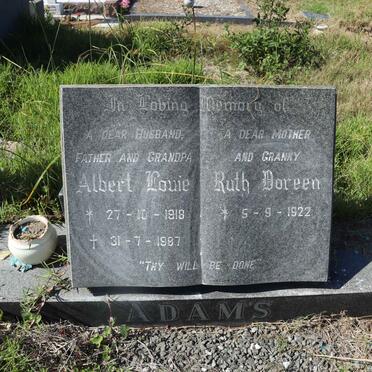 In Loving Memory of
A DEAR HUSBAND
FATHER AND GRANDPA
Albert Louie
* 27-10-1918
† 31-7-1987
A DEAR MOTHER
AND GRANNY
Ruth Doreen
* 5-9-1922
"THY WILL BE DONE"
ADAMS